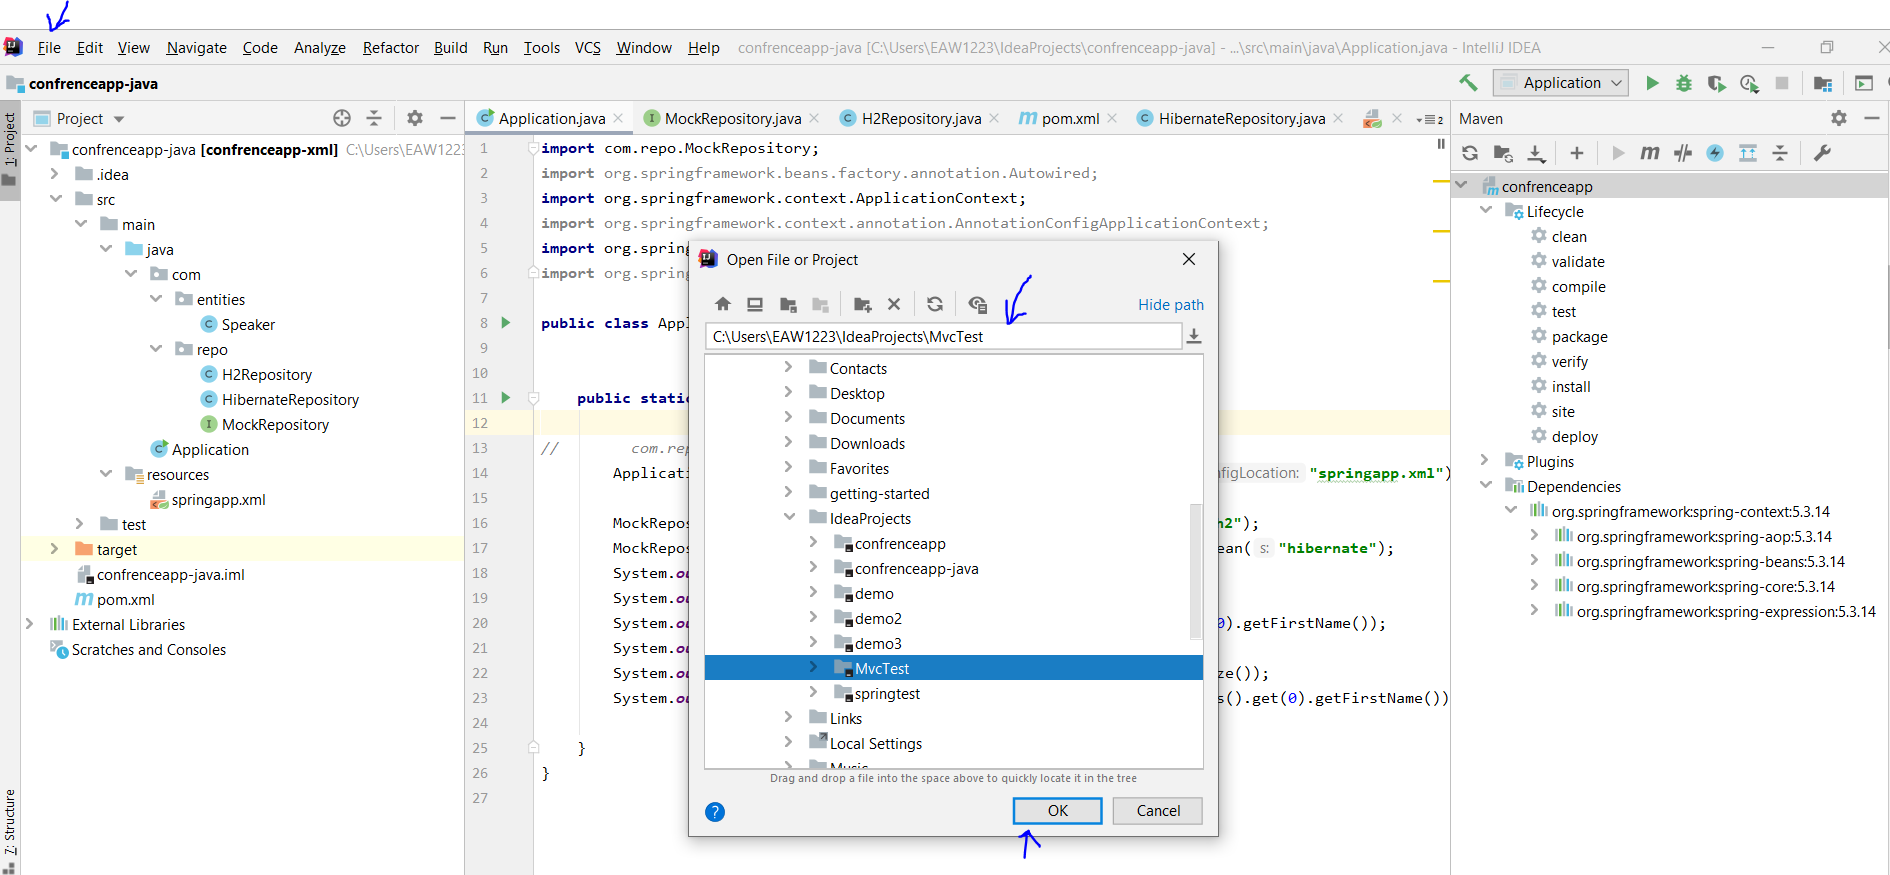 File Edit View Navigate Code Analyze Refactor Build Run Tools VCS Window Help confrenceapp-java [C:\Users\EAW1223\IdeaProjects\confrenceapp-java] - ...\src\main\java\Application.java - IntelliJ IDEA
confrenceapp-java
Application
1: Project
7: Structure
Project
confrenceapp-java [confrenceapp-xml] C:\Users\EAW1223
.idea
src
main
java
com
entities
Speaker
repo
H2Repository
HibernateRepository
MockRepository
Application
resources
springapp.xml
test
target
confrenceapp-java.iml
pom.xml
External Libraries
Scratches and Consoles
Application.java MockRepository.java H2Repository.java pom.xml HibernateRepository.java 2
1 import com.repo.MockRepository;
2 import org.springframework.beans.factory.annotation.Autowired;
3 import org.springframework.context.ApplicationContext;
4 import org.springframework.context.annotation.AnnotationConfigApplicationContext;
5 import org.spring
6 import org.spring
7
8 public class Appl
9
10
11 public static
12
13 // com.rep
14 Applicati nfigLocation: "springapp.xml")
15
16 MockRepos h2");
17 MockRepos ean( s: "hibernate");
18 System.ou
19 System.ou
20 System.ou 0).getFirstName());
21 System.ou
22 System.ou ze());
23 System.ou s().get(0).getFirstName())
24
25 }
26 }
27
Open File or Project
Hide path
C:\Users\EAW1223\IdeaProjects\MvcTest
Contacts
Desktop
Documents
Downloads
Favorites
getting-started
IdeaProjects
confrenceapp
confrenceapp-java
demo
demo2
demo3
MvcTest
springtest
Links
Local Settings
Music
Drag and drop a file into the space above to quickly locate it in the tree
? OK Cancel
Maven
confrenceapp
Lifecycle
clean
validate
compile
test
package
verify
install
site
deploy
Plugins
Dependencies
org.springframework:spring-context:5.3.14
org.springframework:spring-aop:5.3.14
org.springframework:spring-beans:5.3.14
org.springframework:spring-core:5.3.14
org.springframework:spring-expression:5.3.14